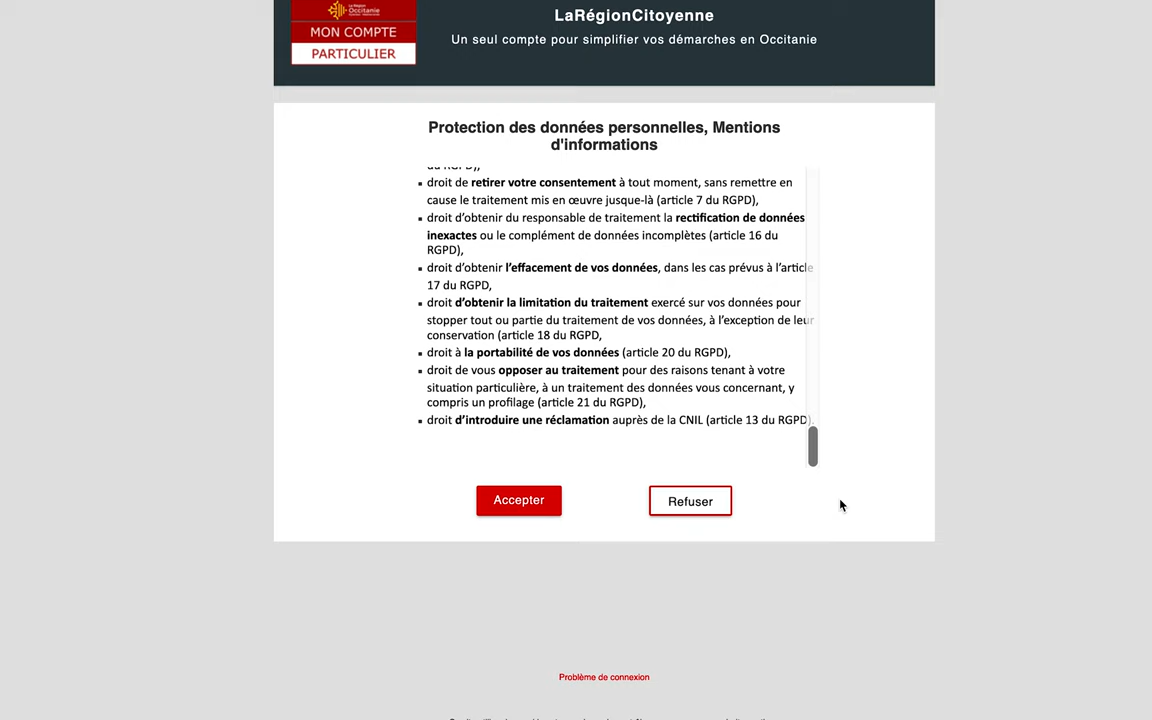 La Région
Occitanie
MON COMPTE
PARTICULIER
LaRégionCitoyenne
Un seul compte pour simplifier vos démarches en Occitanie
Protection des données personnelles, Mentions
d'informations
du RGPD),
▪ droit de retirer votre consentement à tout moment, sans remettre en
cause le traitement mis en œuvre jusque-là (article 7 du RGPD),
▪ droit d’obtenir du responsable de traitement la rectification de données
inexactes ou le complément de données incomplètes (article 16 du
RGPD),
▪ droit d’obtenir l’effacement de vos données, dans les cas prévus à l’article
17 du RGPD,
▪ droit d’obtenir la limitation du traitement exercé sur vos données pour
stopper tout ou partie du traitement de vos données, à l’exception de leur
conservation (article 18 du RGPD,
▪ droit à la portabilité de vos données (article 20 du RGPD),
▪ droit de vous opposer au traitement pour des raisons tenant à votre
situation particulière, à un traitement des données vous concernant, y
compris un profilage (article 21 du RGPD),
▪ droit d’introduire une réclamation auprès de la CNIL (article 13 du RGPD).
Accepter
Refuser
Problème de connexion